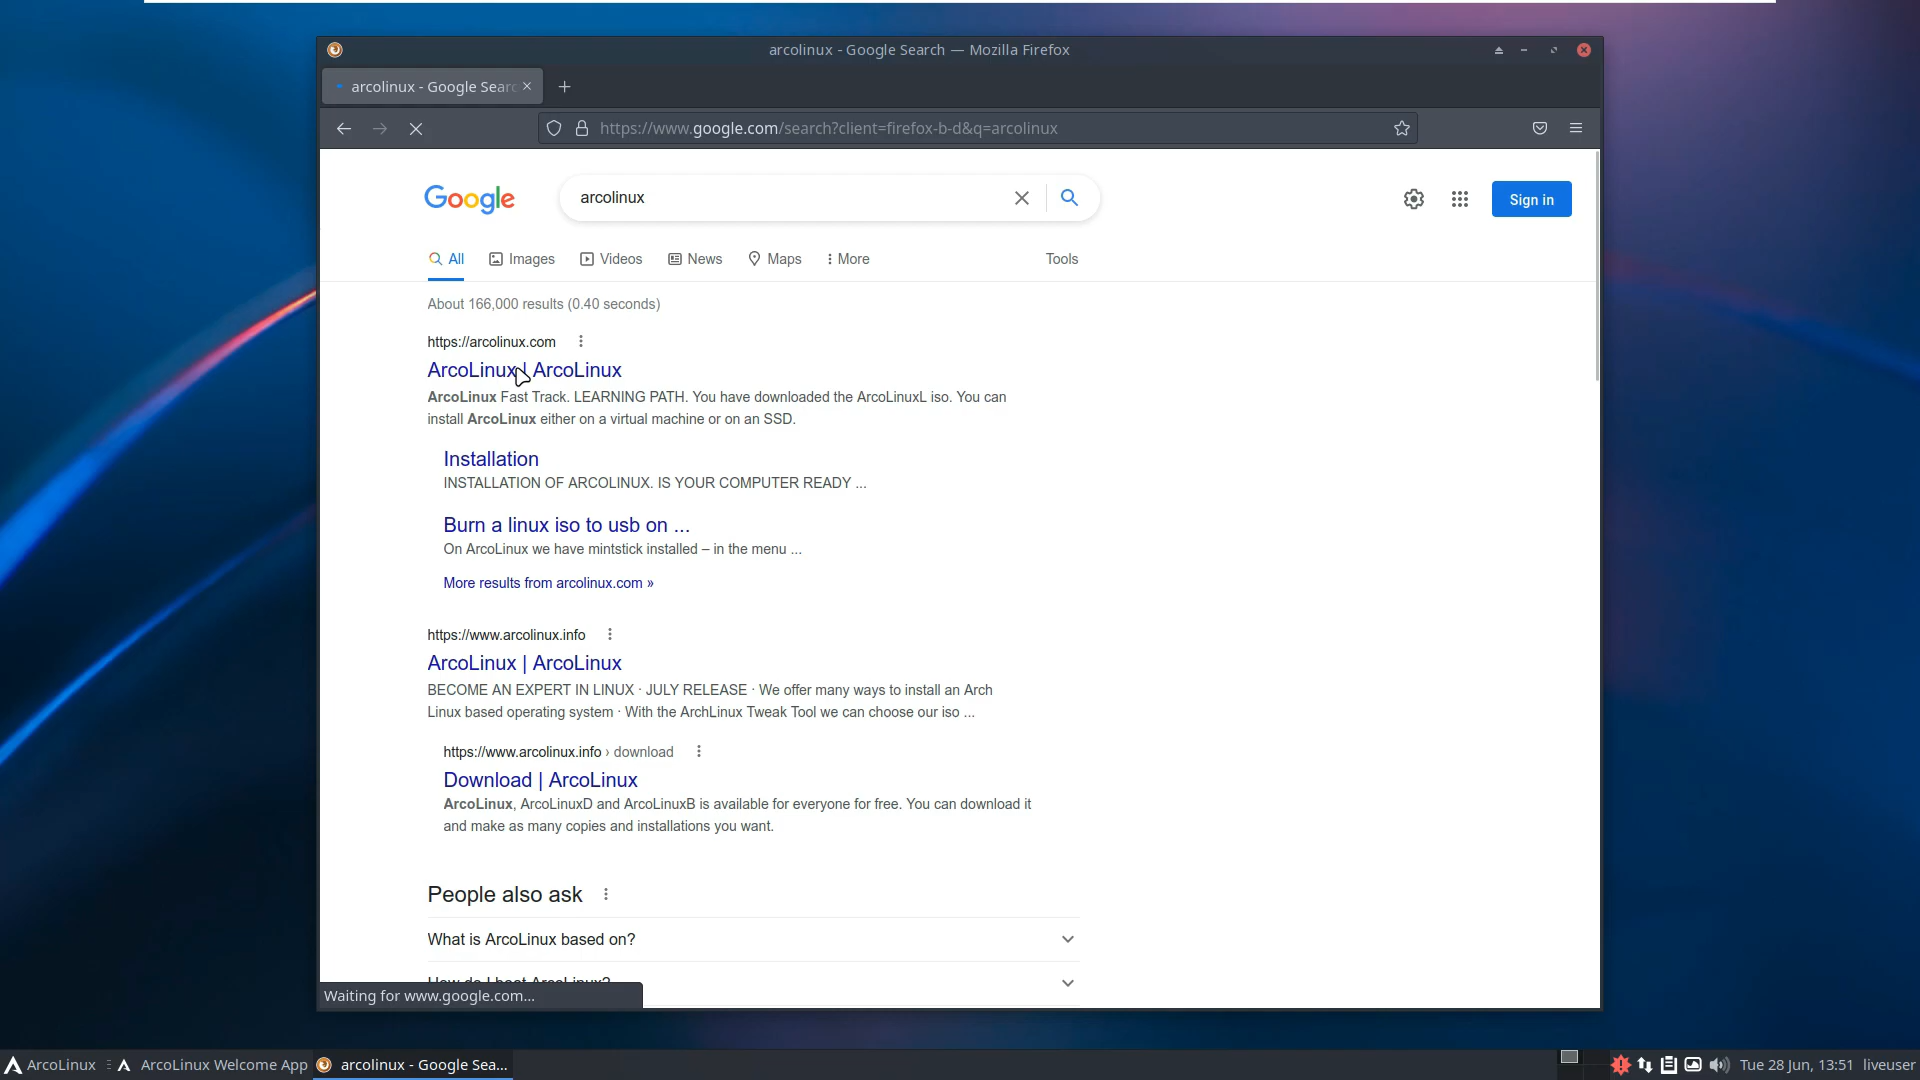 arcolinux - Google Search — Mozilla Firefox
arcolinux - Google Searc
https://www.google.com/search?client=firefox-b-d&q=arcolinux
Google
arcolinux
Sign in
All
Images
Videos
News
Maps
More
Tools
About 166,000 results (0.40 seconds)
https://arcolinux.com
ArcoLinux | ArcoLinux
ArcoLinux Fast Track. LEARNING PATH. You have downloaded the ArcoLinuxL iso. You can
install ArcoLinux either on a virtual machine or on an SSD.
Installation
INSTALLATION OF ARCOLINUX. IS YOUR COMPUTER READY ...
Burn a linux iso to usb on ...
On ArcoLinux we have mintstick installed – in the menu ...
More results from arcolinux.com »
https://www.arcolinux.info
ArcoLinux | ArcoLinux
BECOME AN EXPERT IN LINUX · JULY RELEASE · We offer many ways to install an Arch
Linux based operating system · With the ArchLinux Tweak Tool we can choose our iso ...
https://www.arcolinux.info › download
Download | ArcoLinux
ArcoLinux, ArcoLinuxD and ArcoLinuxB is available for everyone for free. You can download it
and make as many copies and installations you want.
People also ask
What is ArcoLinux based on?
How do I boot ArcoLinux?
Waiting for www.google.com...
ArcoLinux
ArcoLinux Welcome App
arcolinux - Google Sea...
Tue 28 Jun, 13:51
liveuser